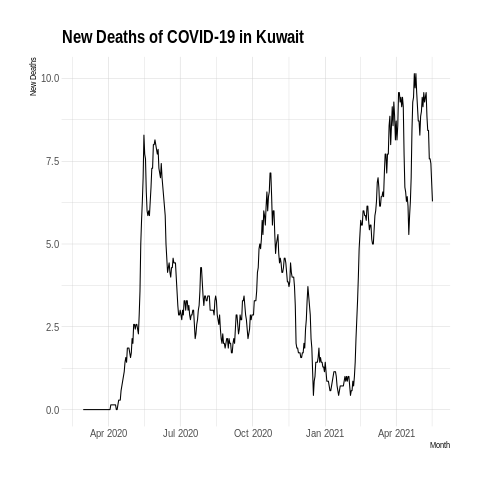 New Deaths of COVID-19 in Kuwait
New Deaths
10.0
7.5
5.0
2.5
0.0
Apr 2020 Jul 2020 Oct 2020 Jan 2021 Apr 2021
Month